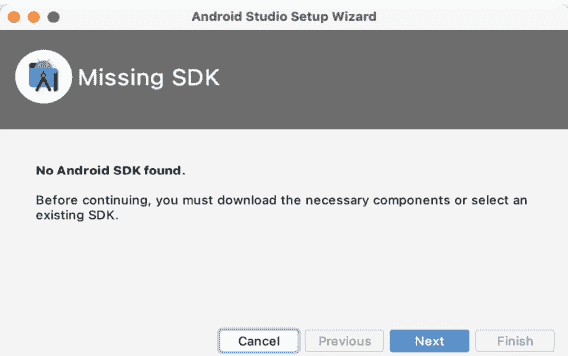 Android Studio Setup Wizard
Missing SDK
No Android SDK found.
Before continuing, you must download the necessary components or select an
existing SDK.
Cancel Previous Next Finish